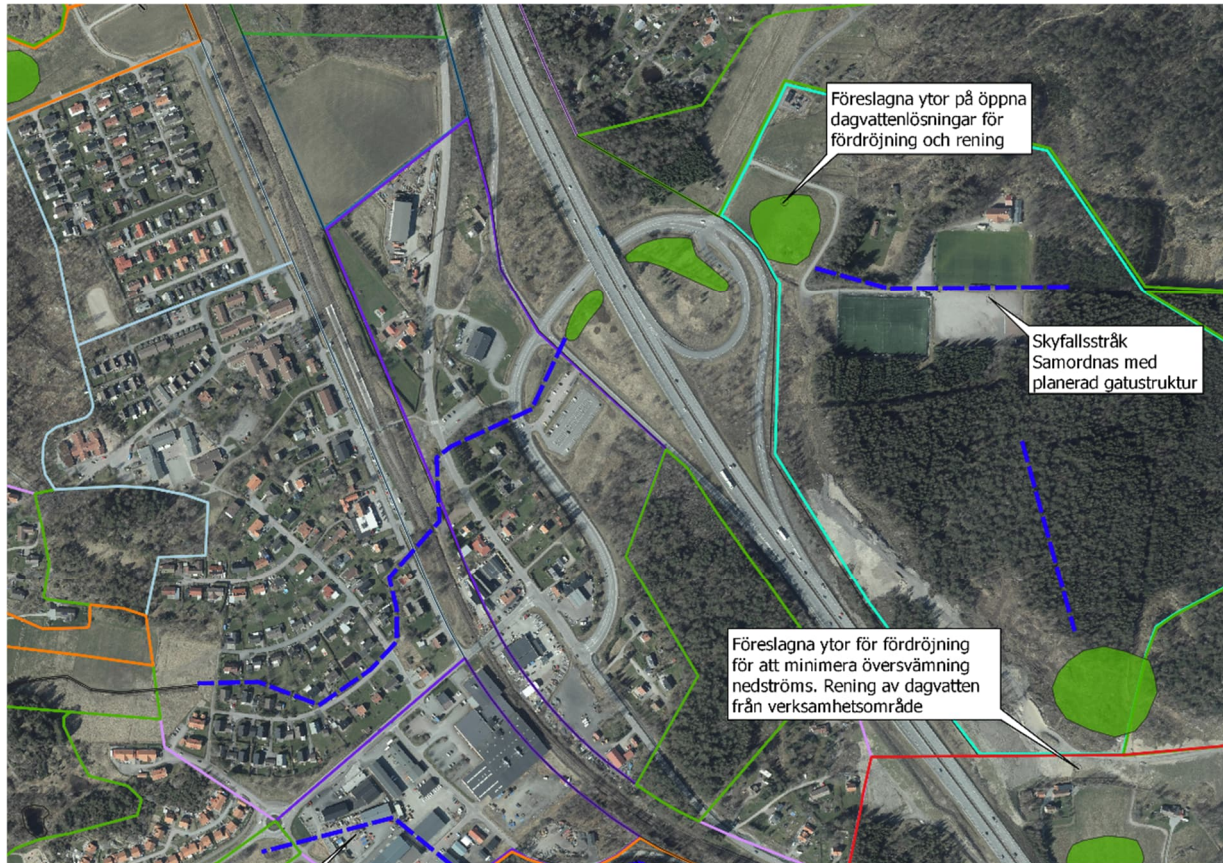 Föreslagna ytor på öppna
dagvattenlösningar för
fördröjning och rening
Skyfallsstråk
Samordnas med
planerad gatustruktur
Föreslagna ytor för fördröjning
för att minimera översvämning
nedströms. Rening av dagvatten
från verksamhetsområde